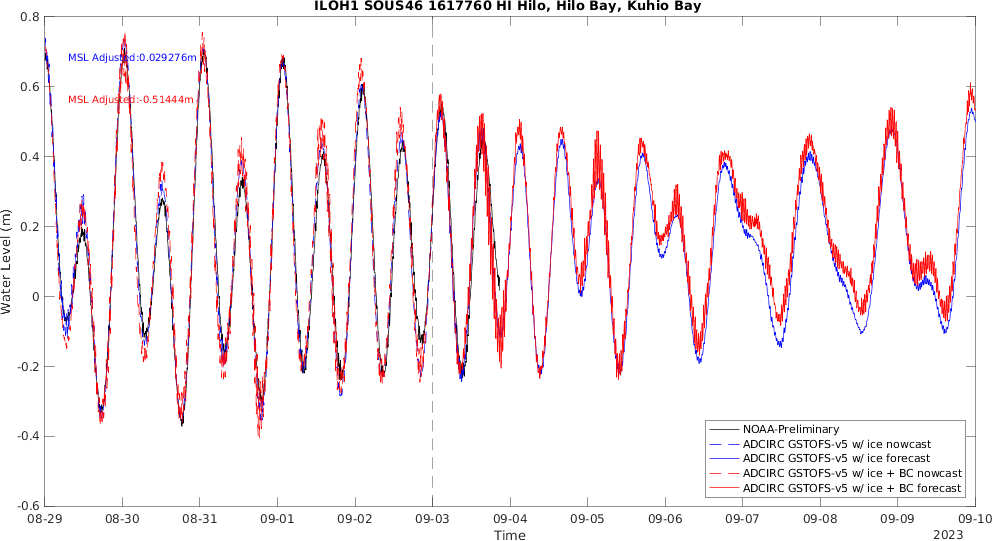 ILOH1 SOUS46 1617760 HI Hilo, Hilo Bay, Kuhio Bay
0.8
0.6
0.4
0.2
0
-0.2
-0.4
-0.6
Water Level (m)
MSL Adjusted:0.029276m
MSL Adjusted:-0.51444m
NOAA-Preliminary
ADCIRC GSTOFS-v5 w/ ice nowcast
ADCIRC GSTOFS-v5 w/ ice forecast
ADCIRC GSTOFS-v5 w/ ice + BC nowcast
ADCIRC GSTOFS-v5 w/ ice + BC forecast
08-29 08-30 08-31 09-01 09-02 09-03 09-04 09-05 09-06 09-07 09-08 09-09 09-10
Time
2023